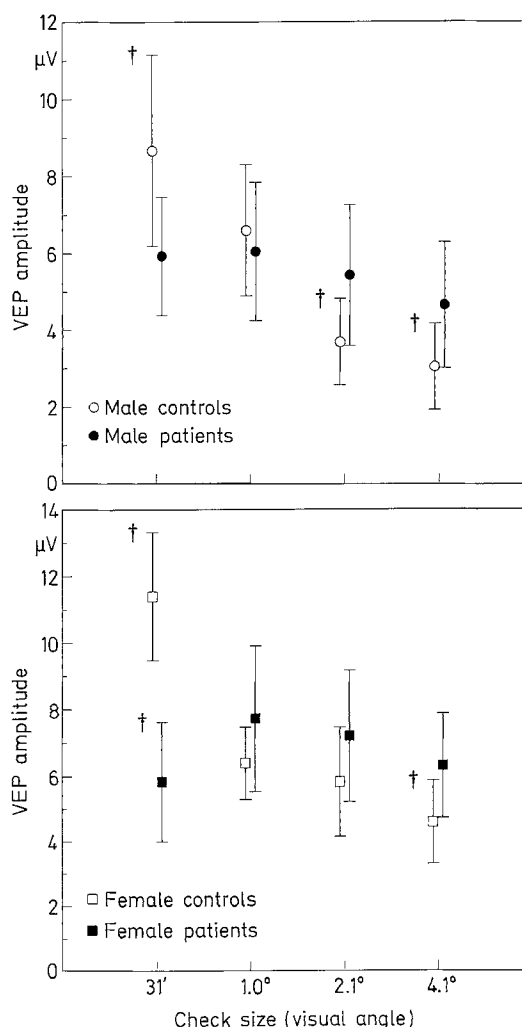 12
µV
†
10
8
VEP amplitude
6
†
†
4
○ Male controls
2
● Male patients
0
14
µV
†
12
10
8
†
VEP amplitude
6
†
4
□ Female controls
2
■ Female patients
0
31' 1.0° 2.1° 4.1°
Check size (visual angle)